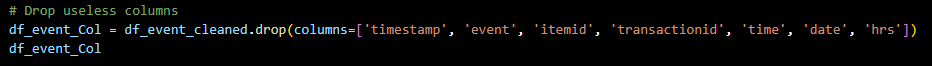 # Drop useless columns
df_event_Col = df_event_cleaned.drop(columns=['timestamp', 'event', 'itemid', 'transactionid', 'time', 'date', 'hrs'])
df_event_Col